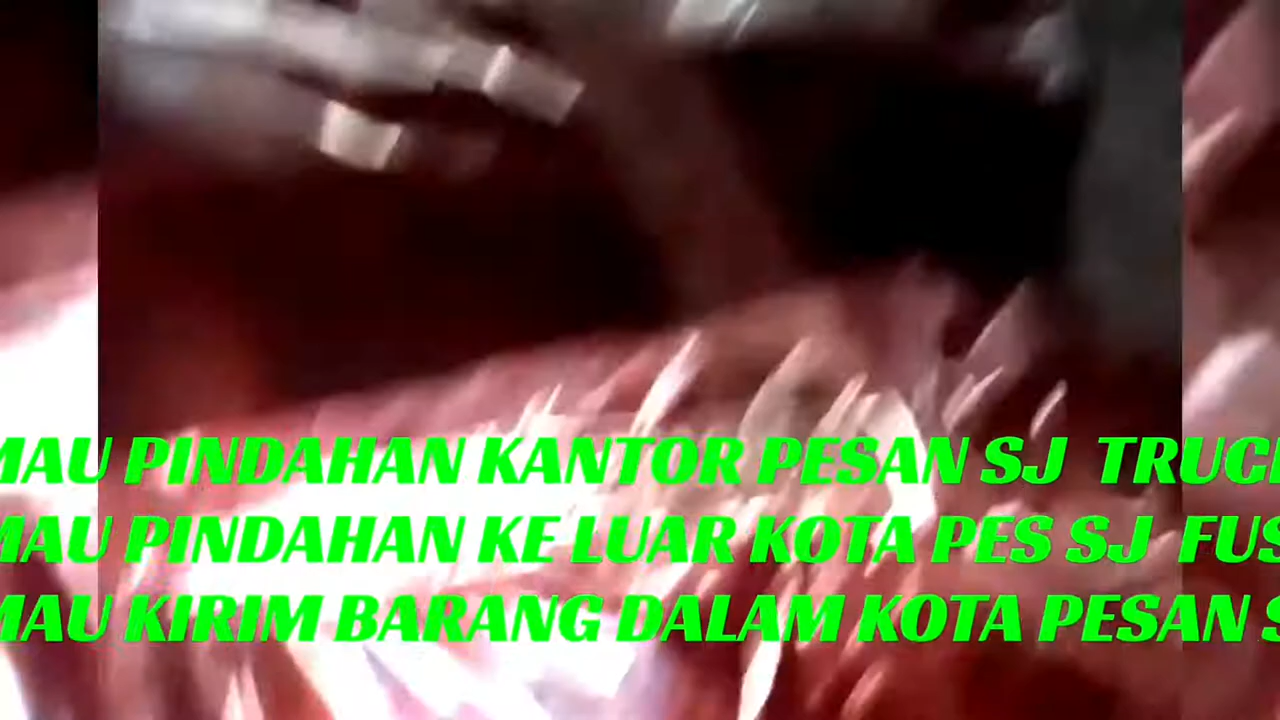 MAU PINDAHAN KANTOR PESAN SJ TRUC
MAU PINDAHAN KE LUAR KOTA PES SJ FUS
MAU KIRIM BARANG DALAM KOTA PESAN S